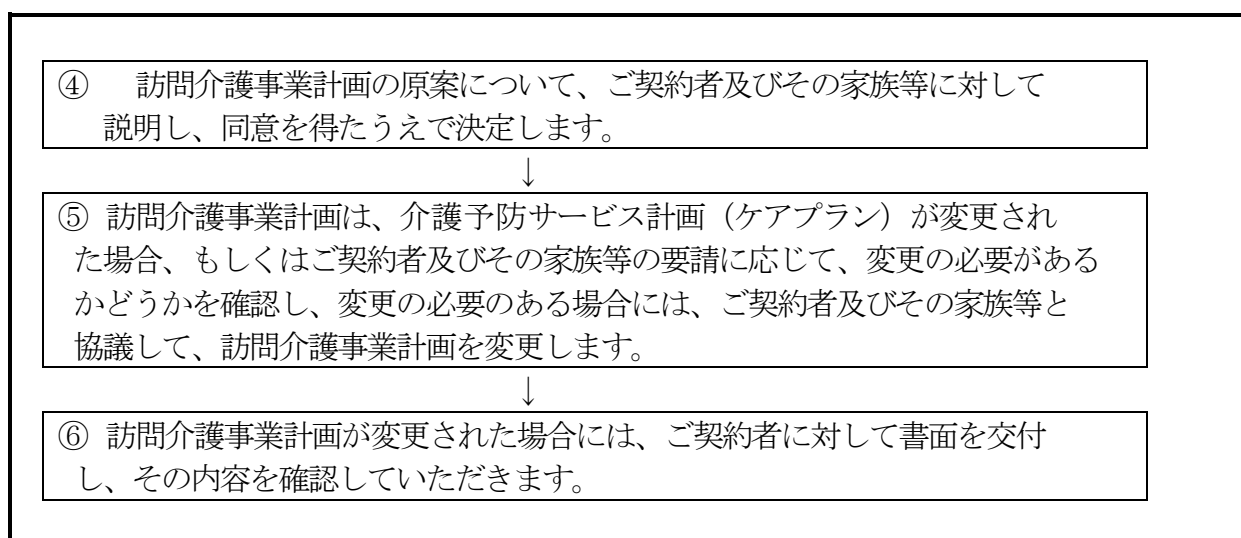 ④　訪問介護事業計画の原案について、ご契約者及びその家族等に対して
説明し、同意を得たうえで決定します。
↓
⑤ 訪問介護事業計画は、介護予防サービス計画（ケアプラン）が変更され
た場合、もしくはご契約者及びその家族等の要請に応じて、変更の必要がある
かどうかを確認し、変更の必要のある場合には、ご契約者及びその家族等と
協議して、訪問介護事業計画を変更します。
↓
⑥ 訪問介護事業計画が変更された場合には、ご契約者に対して書面を交付
し、その内容を確認していただきます。